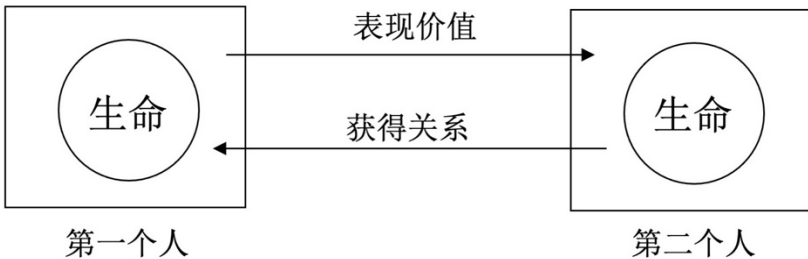 表现价值
生命
生命
获得关系
第一个人
第二个人